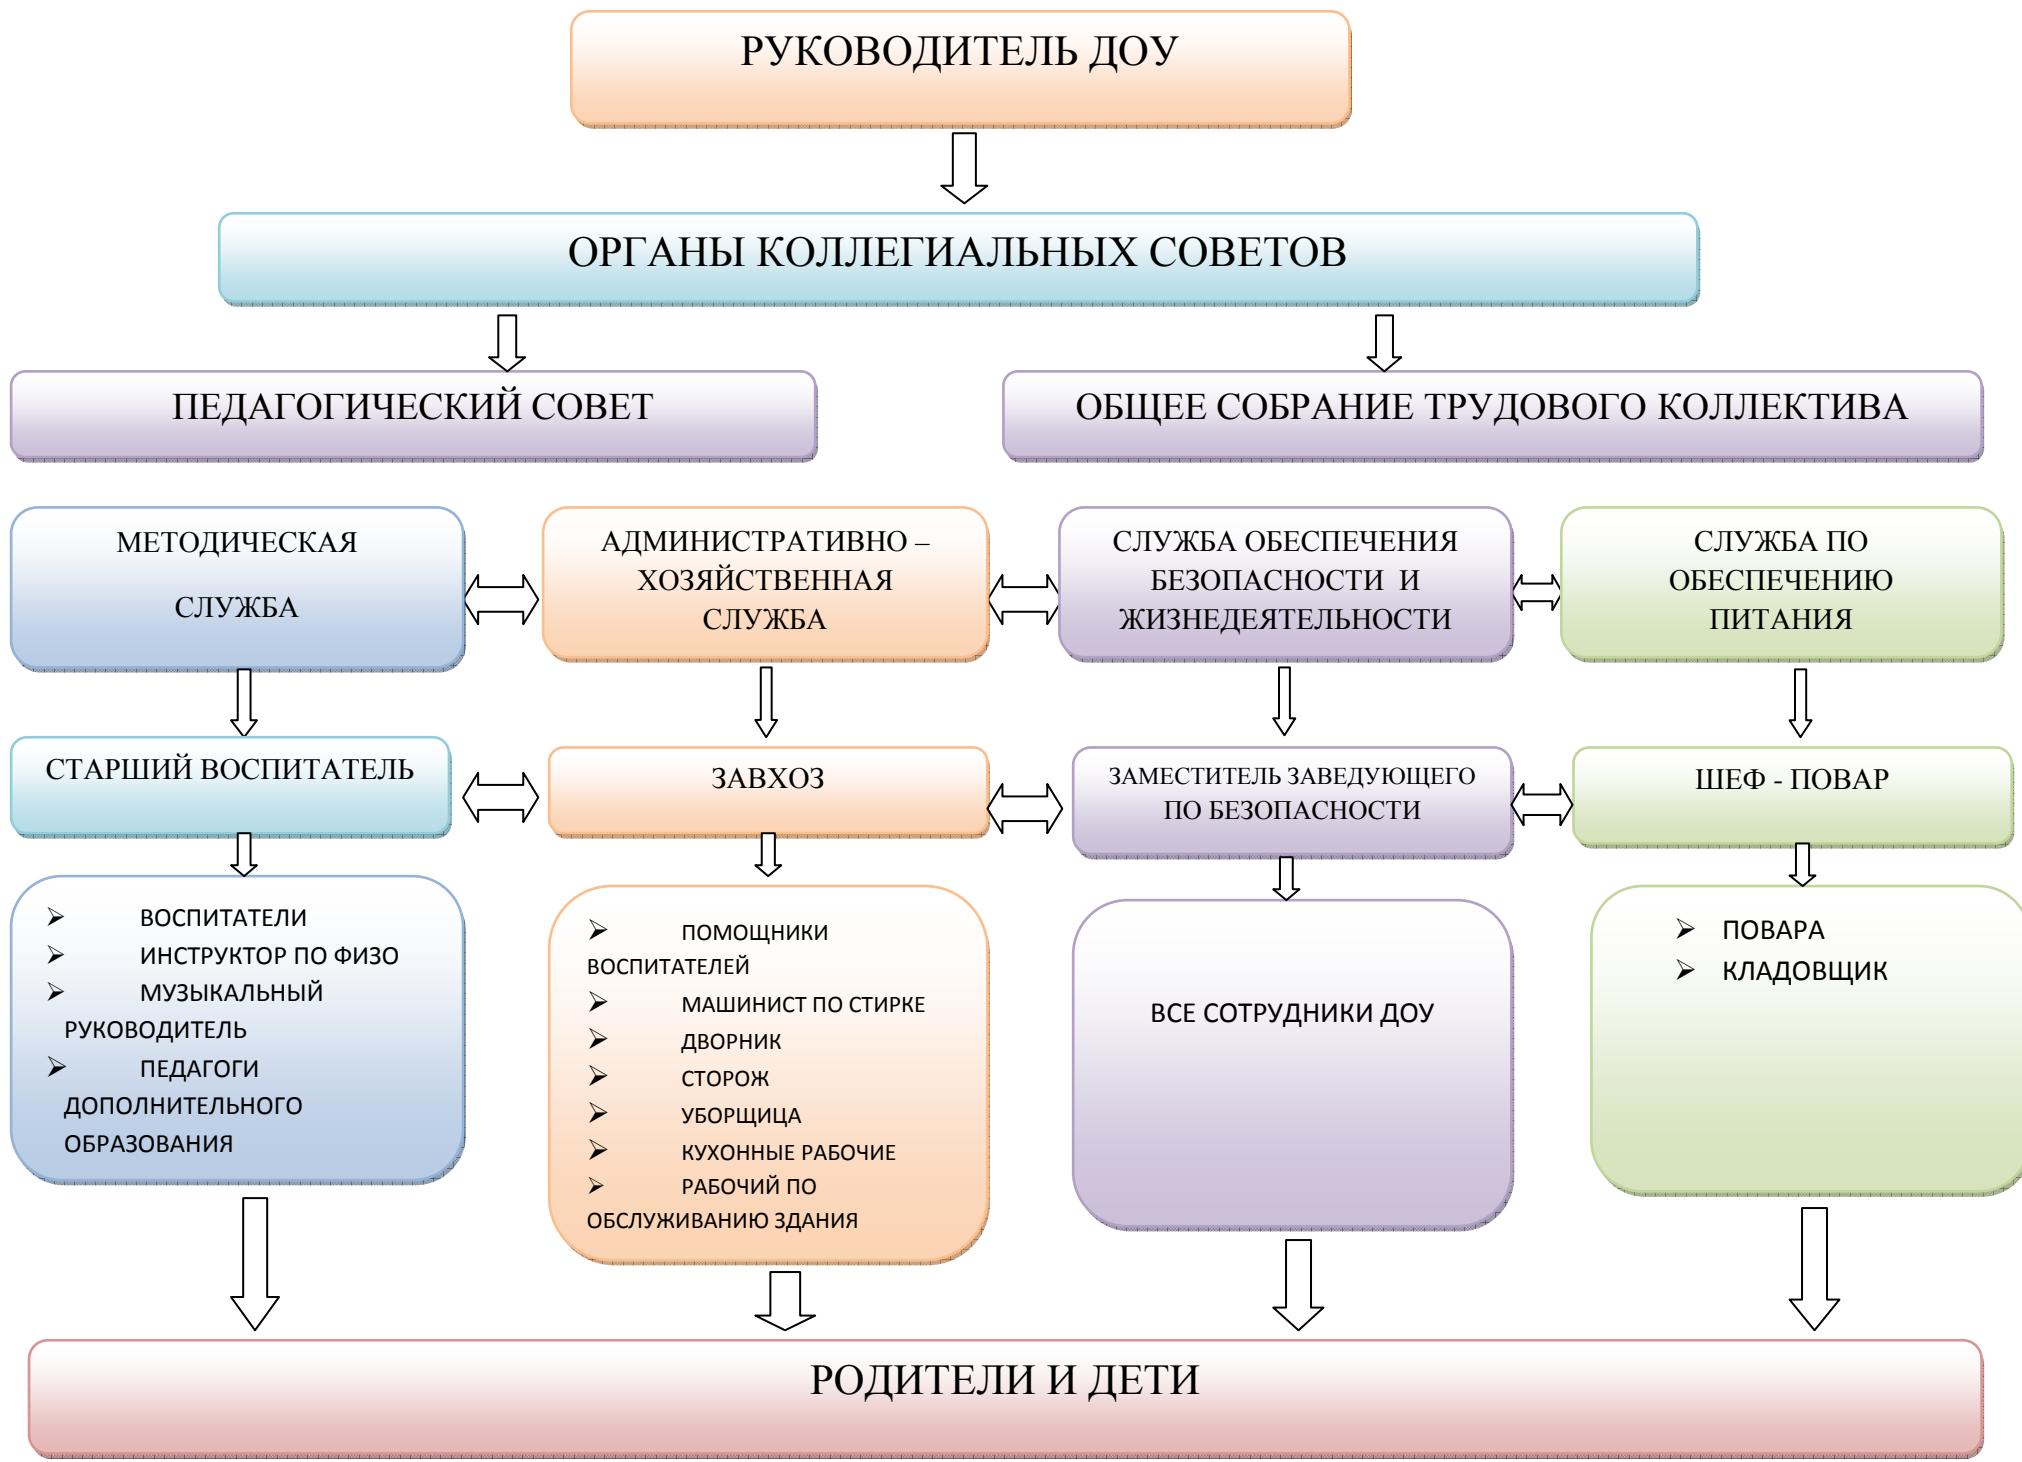 РУКОВОДИТЕЛЬ ДОУ
ОРГАНЫ КОЛЛЕГИАЛЬНЫХ СОВЕТОВ
ПЕДАГОГИЧЕСКИЙ СОВЕТ
ОБЩЕЕ СОБРАНИЕ ТРУДОВОГО КОЛЛЕКТИВА
МЕТОДИЧЕСКАЯ
СЛУЖБА
АДМИНИСТРАТИВНО –
ХОЗЯЙСТВЕННАЯ
СЛУЖБА
СЛУЖБА ОБЕСПЕЧЕНИЯ
БЕЗОПАСНОСТИ И
ЖИЗНЕДЕЯТЕЛЬНОСТИ
СЛУЖБА ПО
ОБЕСПЕЧЕНИЮ
ПИТАНИЯ
СТАРШИЙ ВОСПИТАТЕЛЬ
ЗАВХОЗ
ЗАМЕСТИТЕЛЬ ЗАВЕДУЮЩЕГО
ПО БЕЗОПАСНОСТИ
ШЕФ - ПОВАР
➢ ВОСПИТАТЕЛИ
➢ ИНСТРУКТОР ПО ФИЗО
➢ МУЗЫКАЛЬНЫЙ
РУКОВОДИТЕЛЬ
➢ ПЕДАГОГИ
ДОПОЛНИТЕЛЬНОГО
ОБРАЗОВАНИЯ
➢ ПОМОЩНИКИ
ВОСПИТАТЕЛЕЙ
➢ МАШИНИСТ ПО СТИРКЕ
➢ ДВОРНИК
➢ СТОРОЖ
➢ УБОРЩИЦА
➢ КУХОННЫЕ РАБОЧИЕ
➢ РАБОЧИЙ ПО
ОБСЛУЖИВАНИЮ ЗДАНИЯ
ВСЕ СОТРУДНИКИ ДОУ
➢ ПОВАРА
➢ КЛАДОВЩИК
РОДИТЕЛИ И ДЕТИ